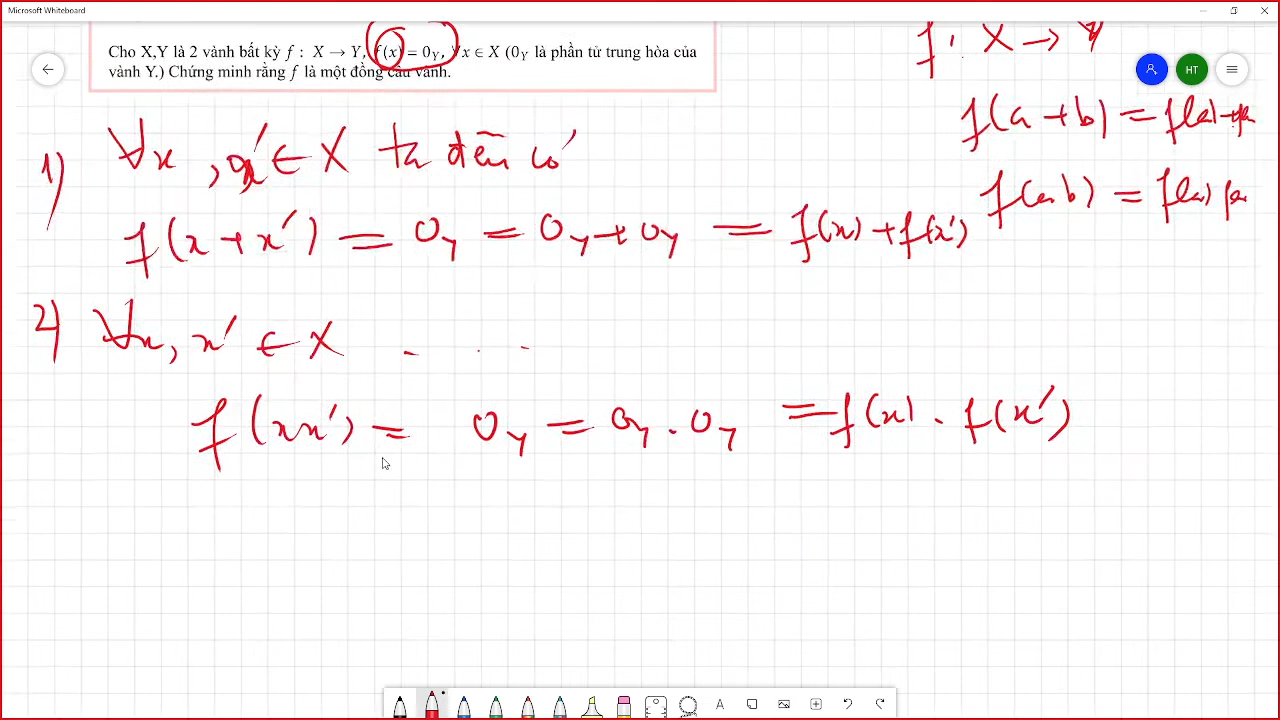 Microsoft Whiteboard
Cho X,Y là 2 vành bất kỳ f : X → Y, f(x) = 0_Y, ∀x ∈ X (0_Y là phần tử trung hòa của
vành Y.) Chứng minh rằng f là một đồng cấu vành.
HT
f : X → Y
f(a + b) = f(a) +
f(ab) = f(a)
1) ∀x , x' ∈ X ta đều có
f(x + x') = 0_Y = 0_Y + 0_Y = f(x) + f(x')
2) ∀x, x' ∈ X . . .
f(xx') = 0_Y = 0_Y . 0_Y = f(x) . f(x')
A